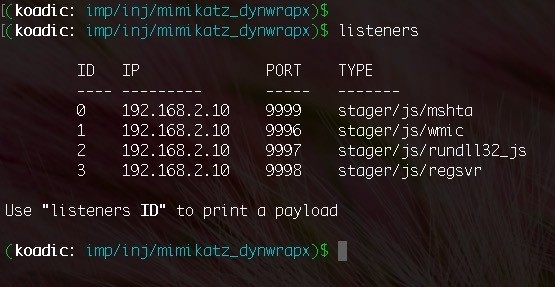 [(koadic: imp/inj/mimikatz_dynwrapx)$
[(koadic: imp/inj/mimikatz_dynwrapx)$ listeners
ID IP PORT TYPE
---- --------- ----- -------
0 192.168.2.10 9999 stager/js/mshta
1 192.168.2.10 9996 stager/js/wmic
2 192.168.2.10 9997 stager/js/rundll32_js
3 192.168.2.10 9998 stager/js/regsvr
Use "listeners ID" to print a payload
(koadic: imp/inj/mimikatz_dynwrapx)$